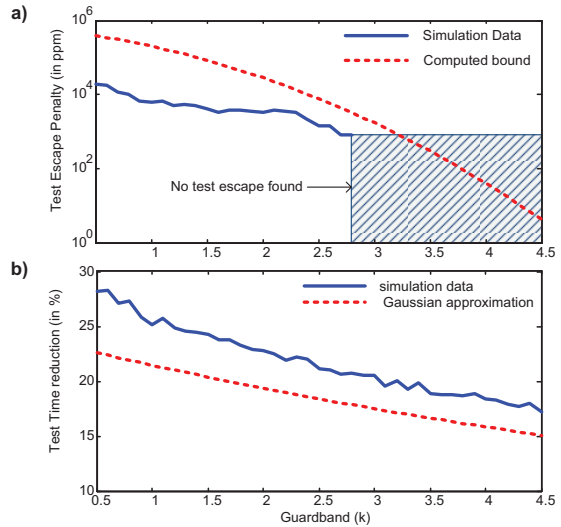 a)
Test Escape Penalty (in ppm)
10^6
10^4
10^2
10^0
Simulation Data
Computed bound
No test escape found
1 1.5 2 2.5 3 3.5 4 4.5
b)
Test Time reduction (in %)
30
25
20
15
10
simulation data
Gaussian approximation
0.5 1 1.5 2 2.5 3 3.5 4 4.5
Guardband (k)